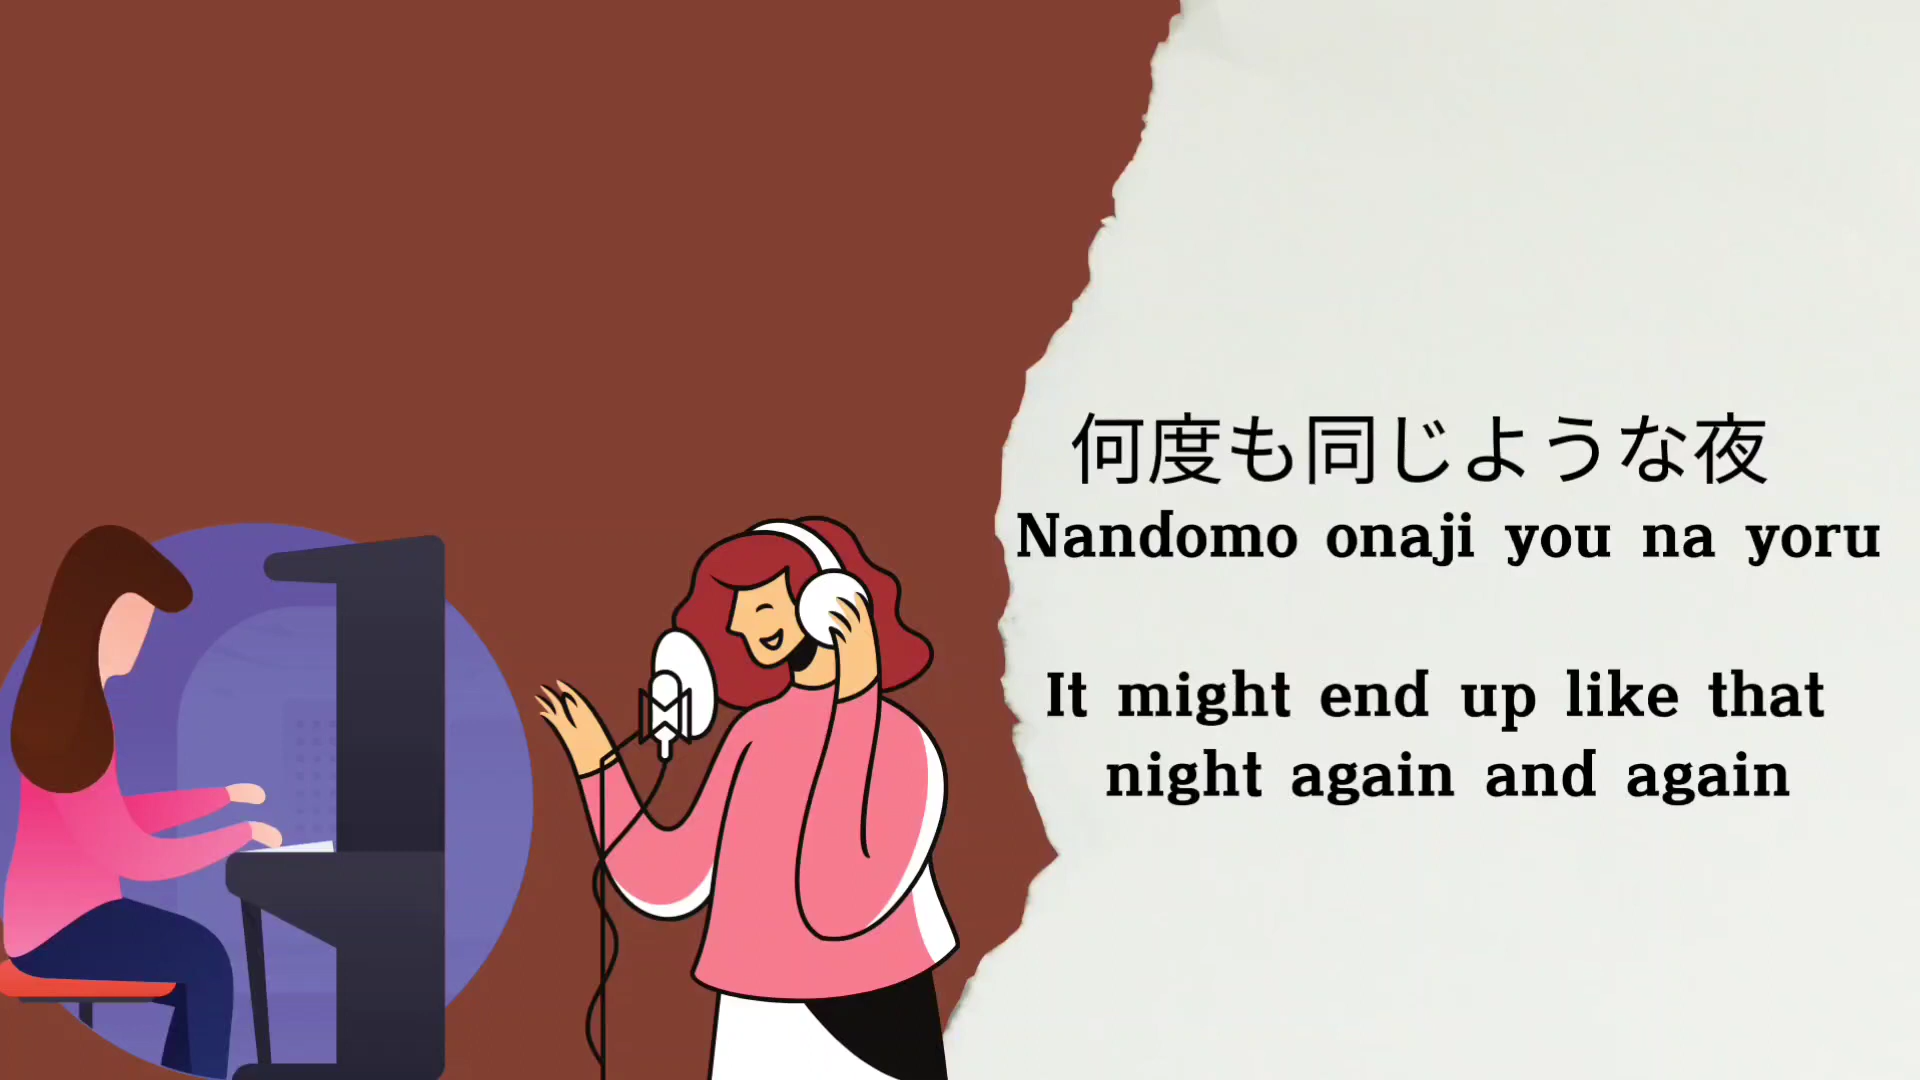 何度も同じような夜
Nandomo onaji you na yoru
It might end up like that
night again and again